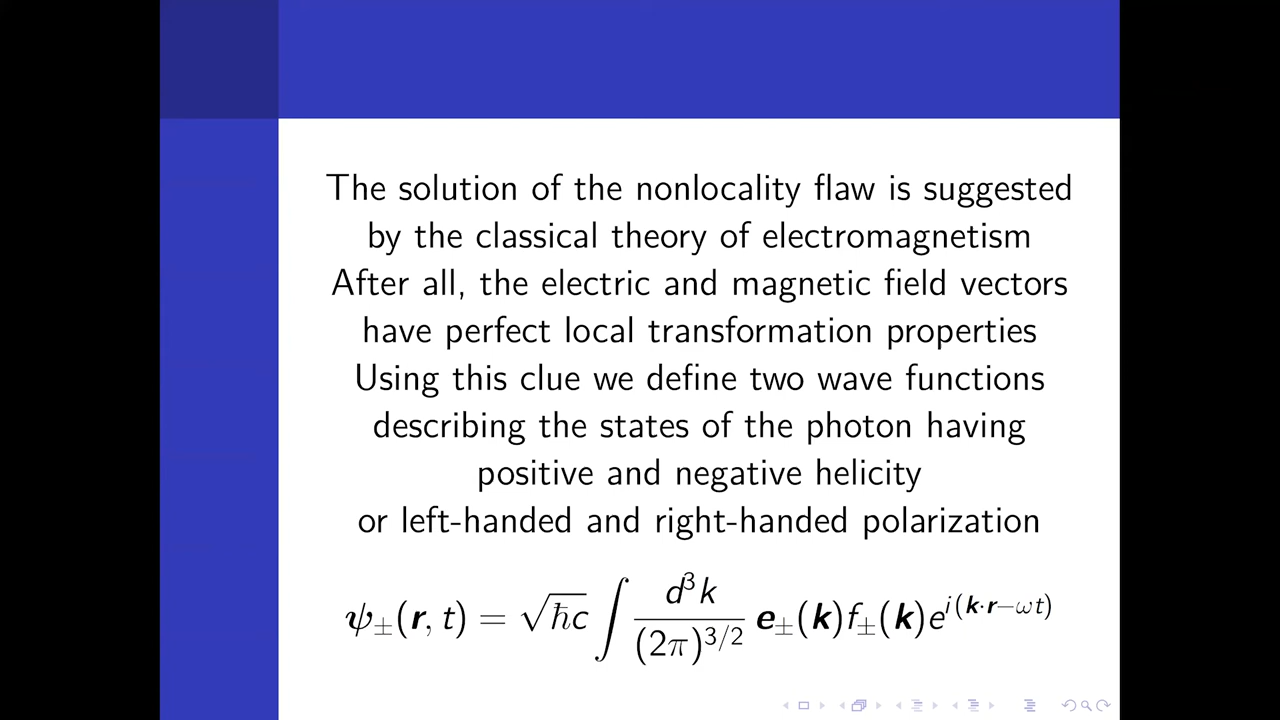 The solution of the nonlocality flaw is suggested
by the classical theory of electromagnetism
After all, the electric and magnetic field vectors
have perfect local transformation properties
Using this clue we define two wave functions
describing the states of the photon having
positive and negative helicity
or left-handed and right-handed polarization
𝝍±(𝒓, t) = √ħc ∫ d³k/(2π)^{3/2} 𝒆±(𝒌)f±(𝒌)e^{i(𝒌·𝒓−ωt)}